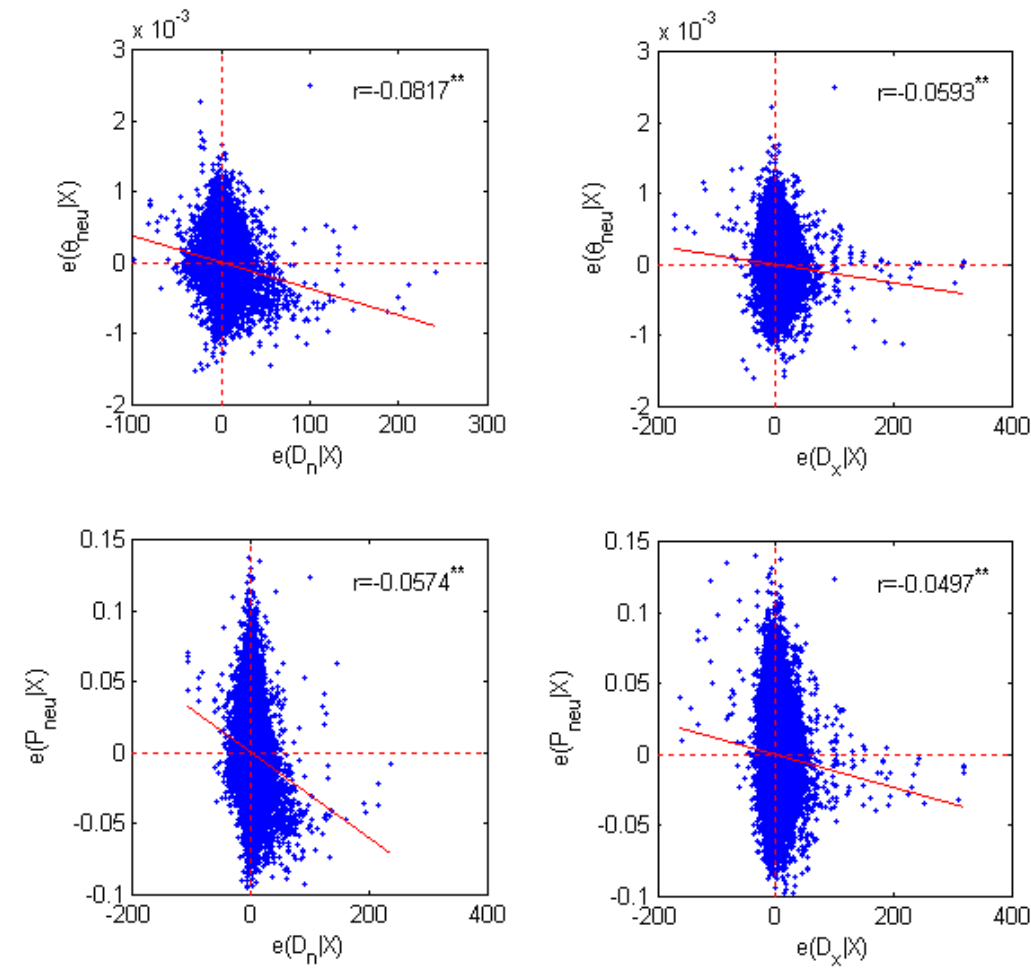 x 10⁻³
3
2
1
0
-1
-2
-100
0
100
200
300
e(θneu|X)
e(Dn|X)
r=-0.0817**
x 10⁻³
3
2
1
0
-1
-2
-200
0
200
400
e(θneu|X)
e(Dx|X)
r=-0.0593**
0.15
0.1
0.05
0
-0.05
-0.1
-200
0
200
400
e(Pneu|X)
e(Dn|X)
r=-0.0574**
0.15
0.1
0.05
0
-0.05
-0.1
-200
0
200
400
e(Pneu|X)
e(Dx|X)
r=-0.0497**